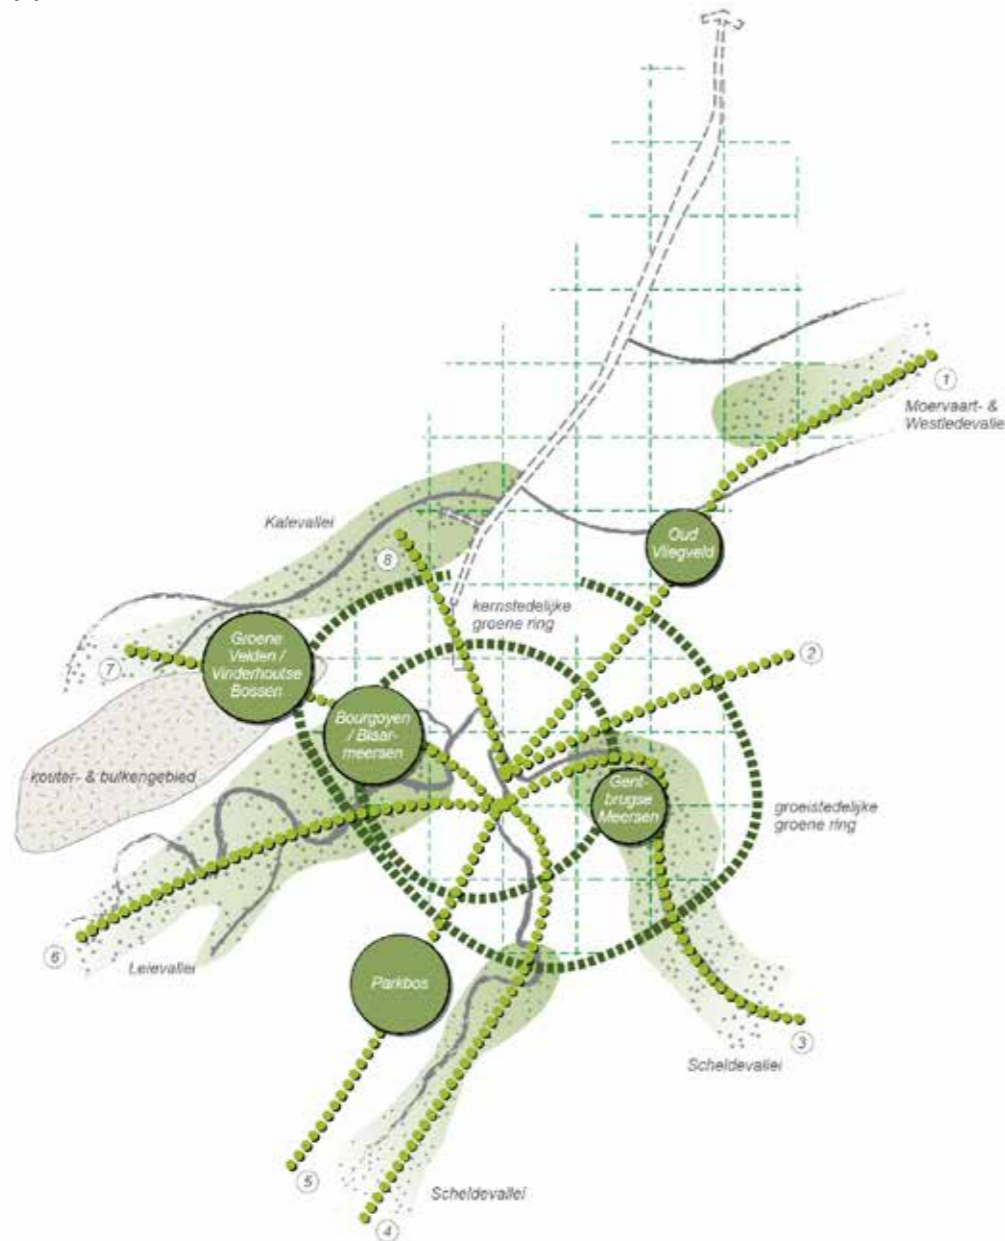 1
Moervaart- &
Westledevallei
Kalevallei
Oud
Vliegveld
8
kernstedelijke
groene ring
Groene
Velden /
Vinderhoutse
Bossen
7
2
Bourgoyen
/ Blaar-
meersen
kouter- & bulkengebied
Gent
brugse
Meersen
groeistedelijke
groene ring
6
Leievallei
Parkbos
3
Scheldevallei
5
Scheldevallei
4